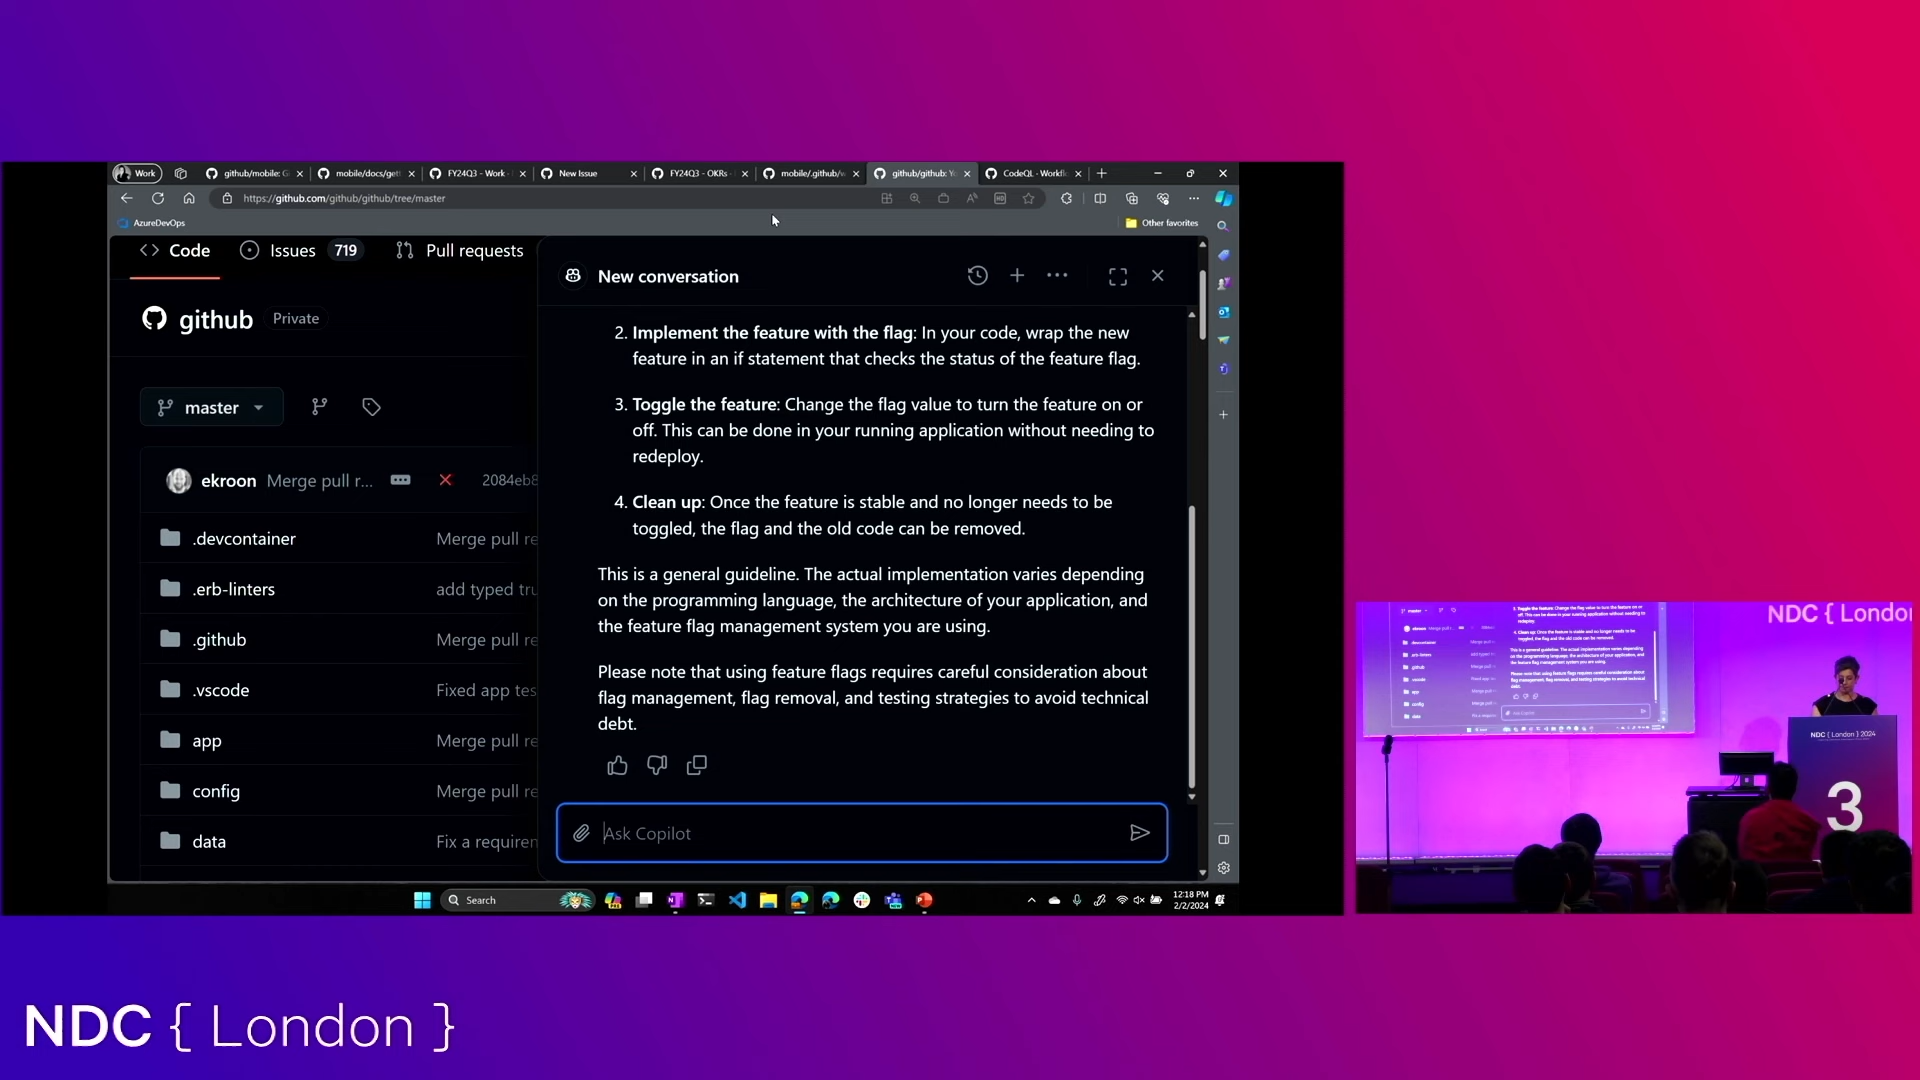 Work
github/mobile: G
mobile/docs/gett
FY24Q3 - Work -
New Issue
FY24Q3 - OKRs -
mobile/.github/w
github/github: Yo
CodeQL · Workfl
https://github.com/github/github/tree/master
AzureDevOps
Other favorites
Code
Issues 719
Pull requests
github Private
master
ekroon Merge pull r... 2084eb8
.devcontainer Merge pull re
.erb-linters add typed tru
.github Merge pull re
.vscode Fixed app tes
app Merge pull re
config Merge pull re
data Fix a requiren
New conversation
2. Implement the feature with the flag: In your code, wrap the new
feature in an if statement that checks the status of the feature flag.
3. Toggle the feature: Change the flag value to turn the feature on or
off. This can be done in your running application without needing to
redeploy.
4. Clean up: Once the feature is stable and no longer needs to be
toggled, the flag and the old code can be removed.
This is a general guideline. The actual implementation varies depending
on the programming language, the architecture of your application, and
the feature flag management system you are using.
Please note that using feature flags requires careful consideration about
flag management, flag removal, and testing strategies to avoid technical
debt.
Ask Copilot
Search
12:18 PM
2/2/2024
NDC { Londo
NDC { London } 2024
3
NDC { London }